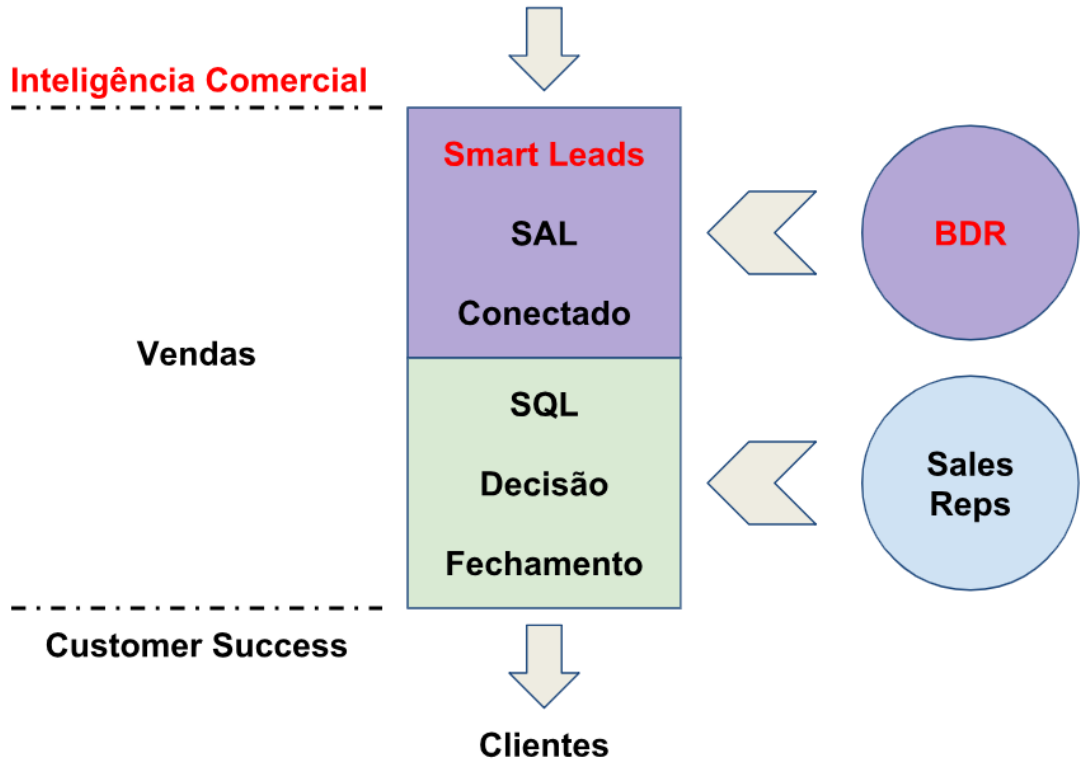 Inteligência Comercial
Smart Leads
SAL
Conectado
BDR
Vendas
SQL
Decisão
Fechamento
Sales
Reps
Customer Success
Clientes